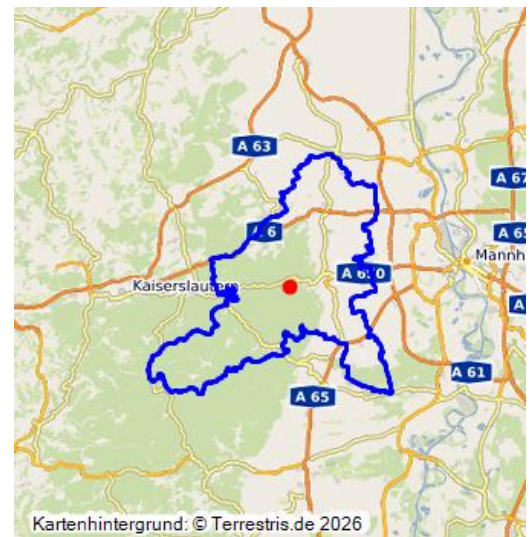 A 63
A 67
A 6
A 65
Mannh
A 650
Kaiserslautern
A
A 61
A 65
Kartenhintergrund: © Terrestris.de 2026